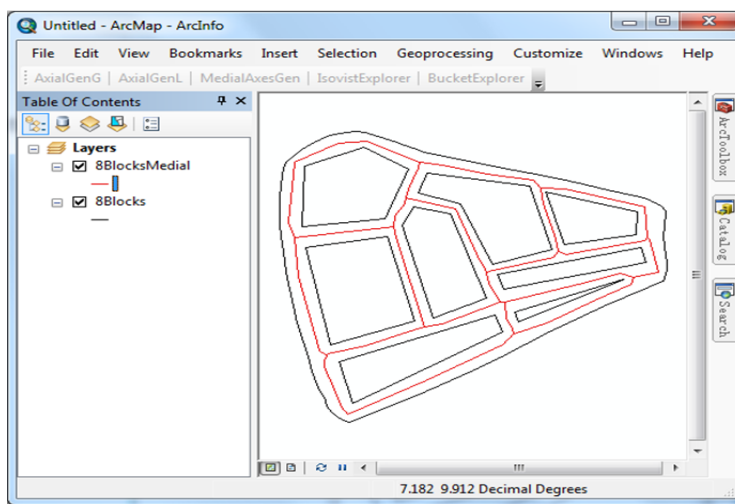 Untitled - ArcMap - ArcInfo
File Edit View Bookmarks Insert Selection Geoprocessing Customize Windows Help
AxialGenG | AxialGenL | MedialAxesGen | IsovistExplorer | BucketExplorer
Table Of Contents
Layers
8BlocksMedial
8Blocks
ArcToolbox
Catalog
Search
7.182 9.912 Decimal Degrees